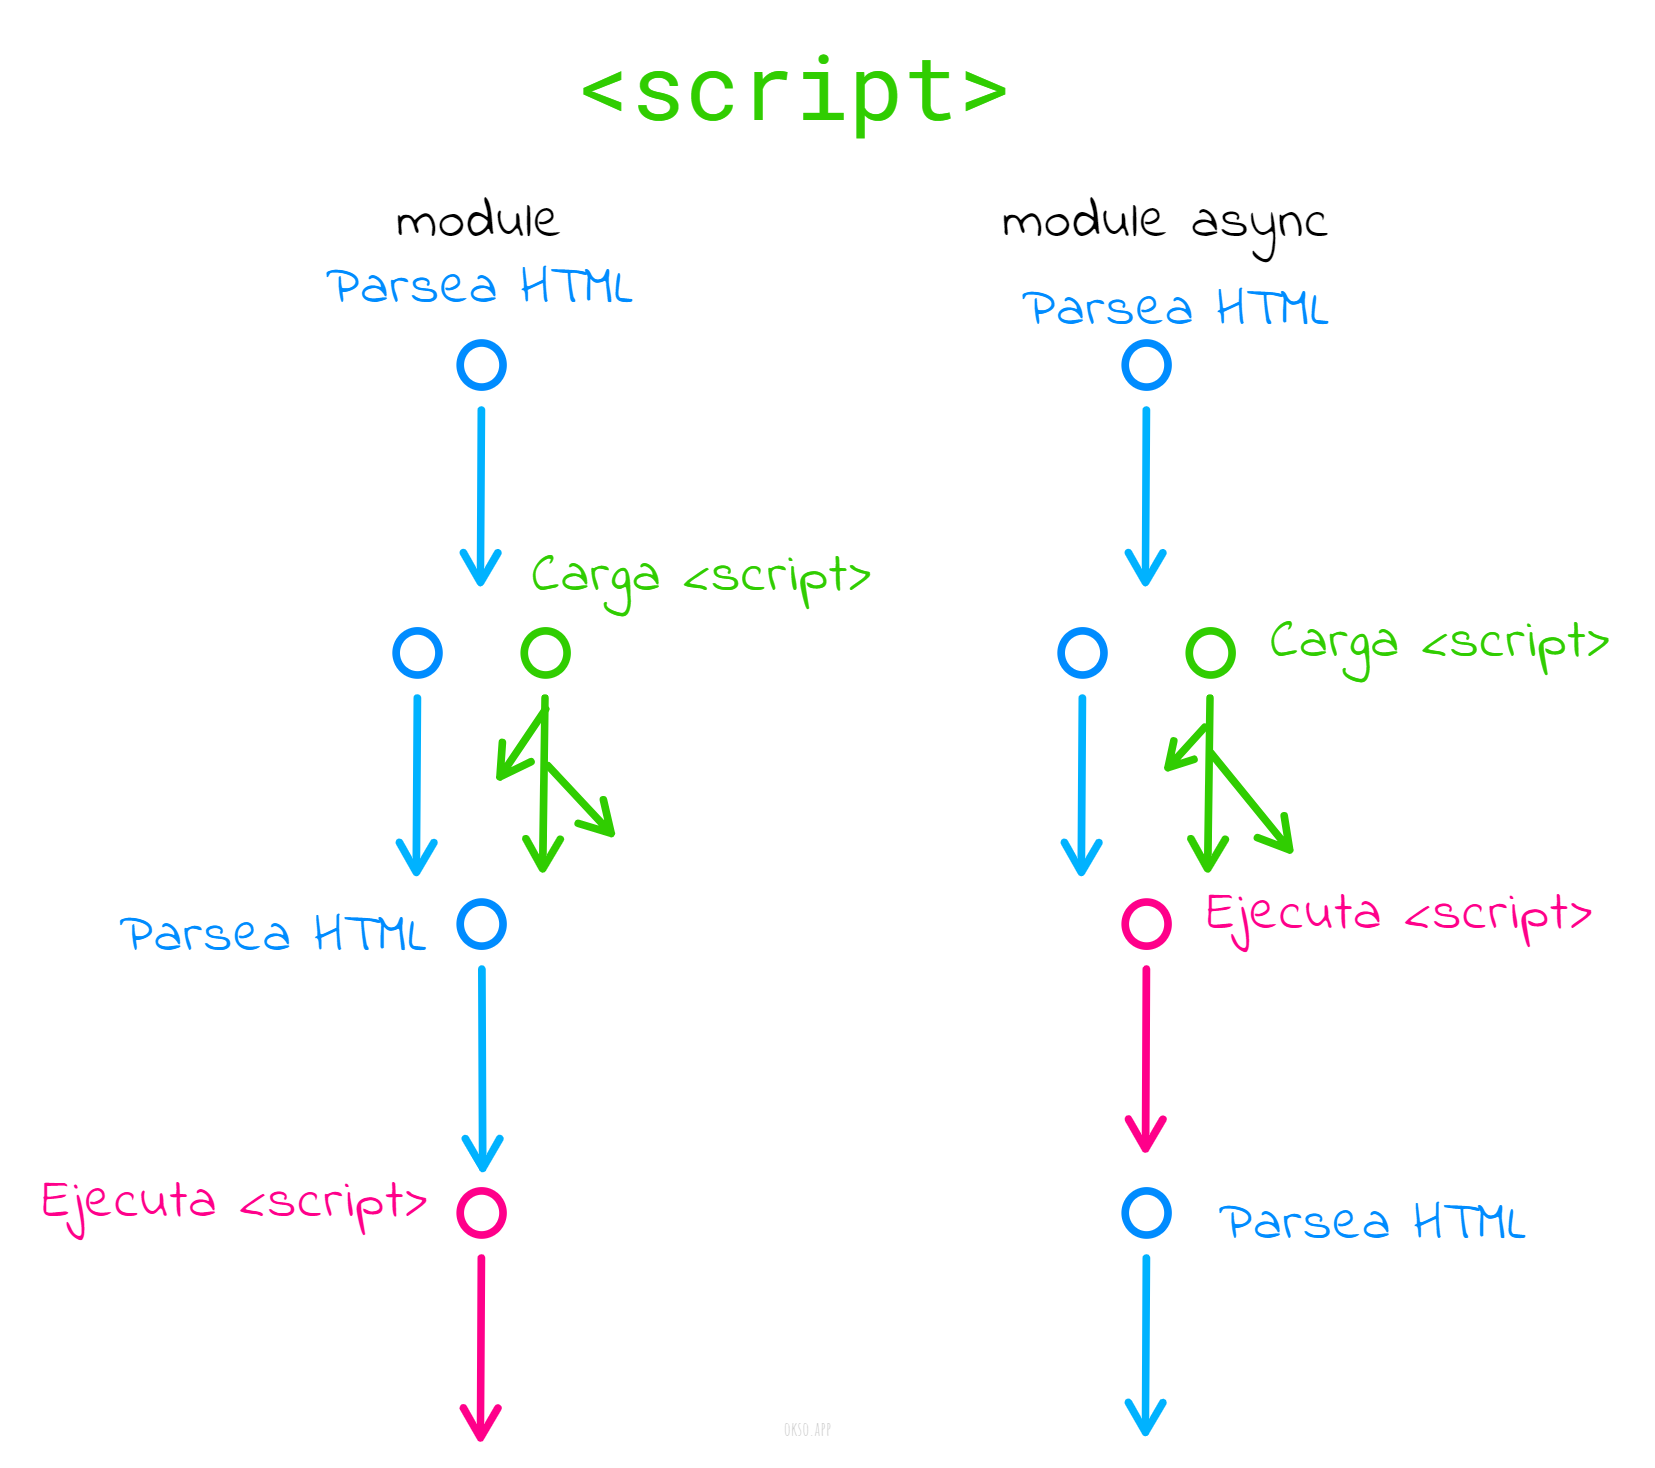 <script>
module
Parsea HTML
Carga <script>
Parsea HTML
Ejecuta <script>
module async
Parsea HTML
Carga <script>
Ejecuta <script>
Parsea HTML
OKSO.APP